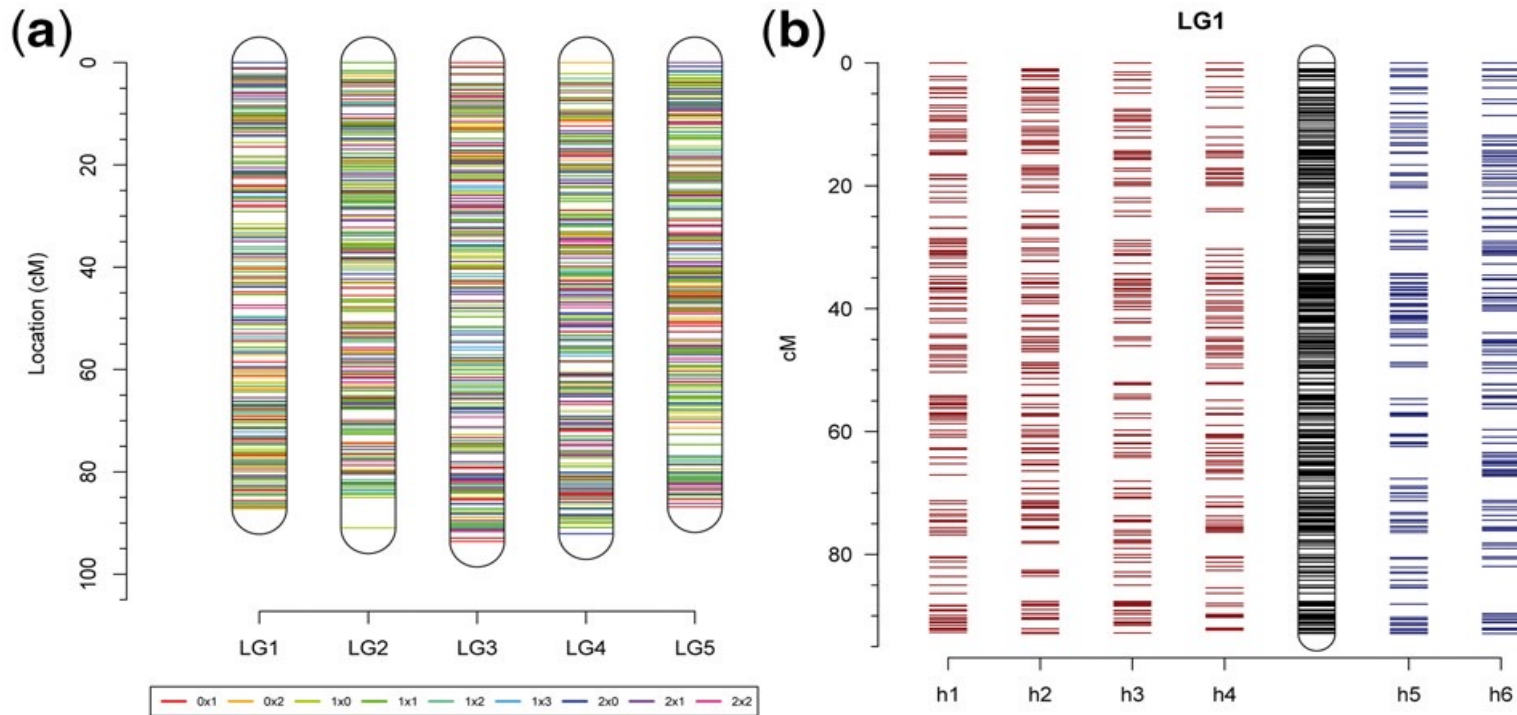 (a)
Location (cM)
0
20
40
60
80
100
LG1 LG2 LG3 LG4 LG5
0x1 0x2 1x0 1x1 1x2 1x3 2x0 2x1 2x2
(b)
LG1
cM
0
20
40
60
80
h1 h2 h3 h4 h5 h6